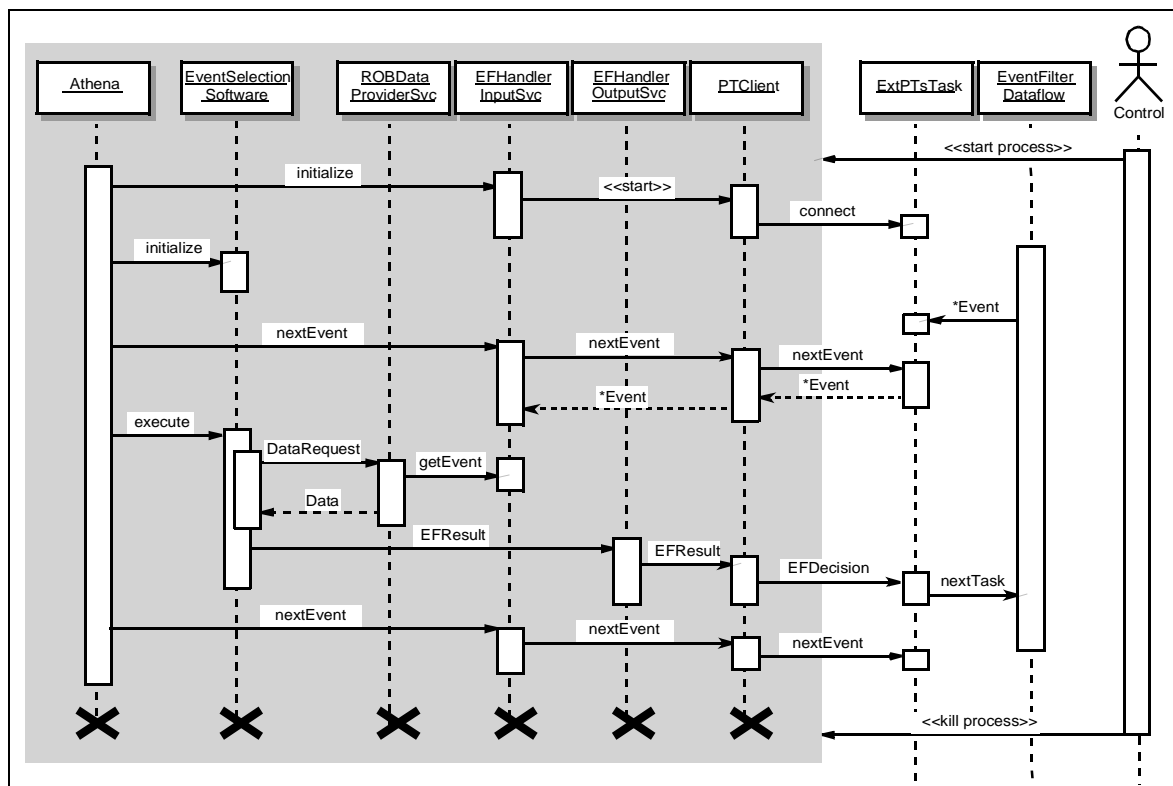 Athena
EventSelection
Software
ROBData
ProviderSvc
EFHandler
InputSvc
EFHandler
OutputSvc
PTClient
ExtPTsTask
EventFilter
Dataflow
Control
<<start process>>
initialize
<<start>>
connect
initialize
*Event
nextEvent
nextEvent
nextEvent
*Event
*Event
execute
DataRequest
getEvent
Data
EFResult
EFResult
EFDecision
nextTask
nextEvent
nextEvent
nextEvent
<<kill process>>